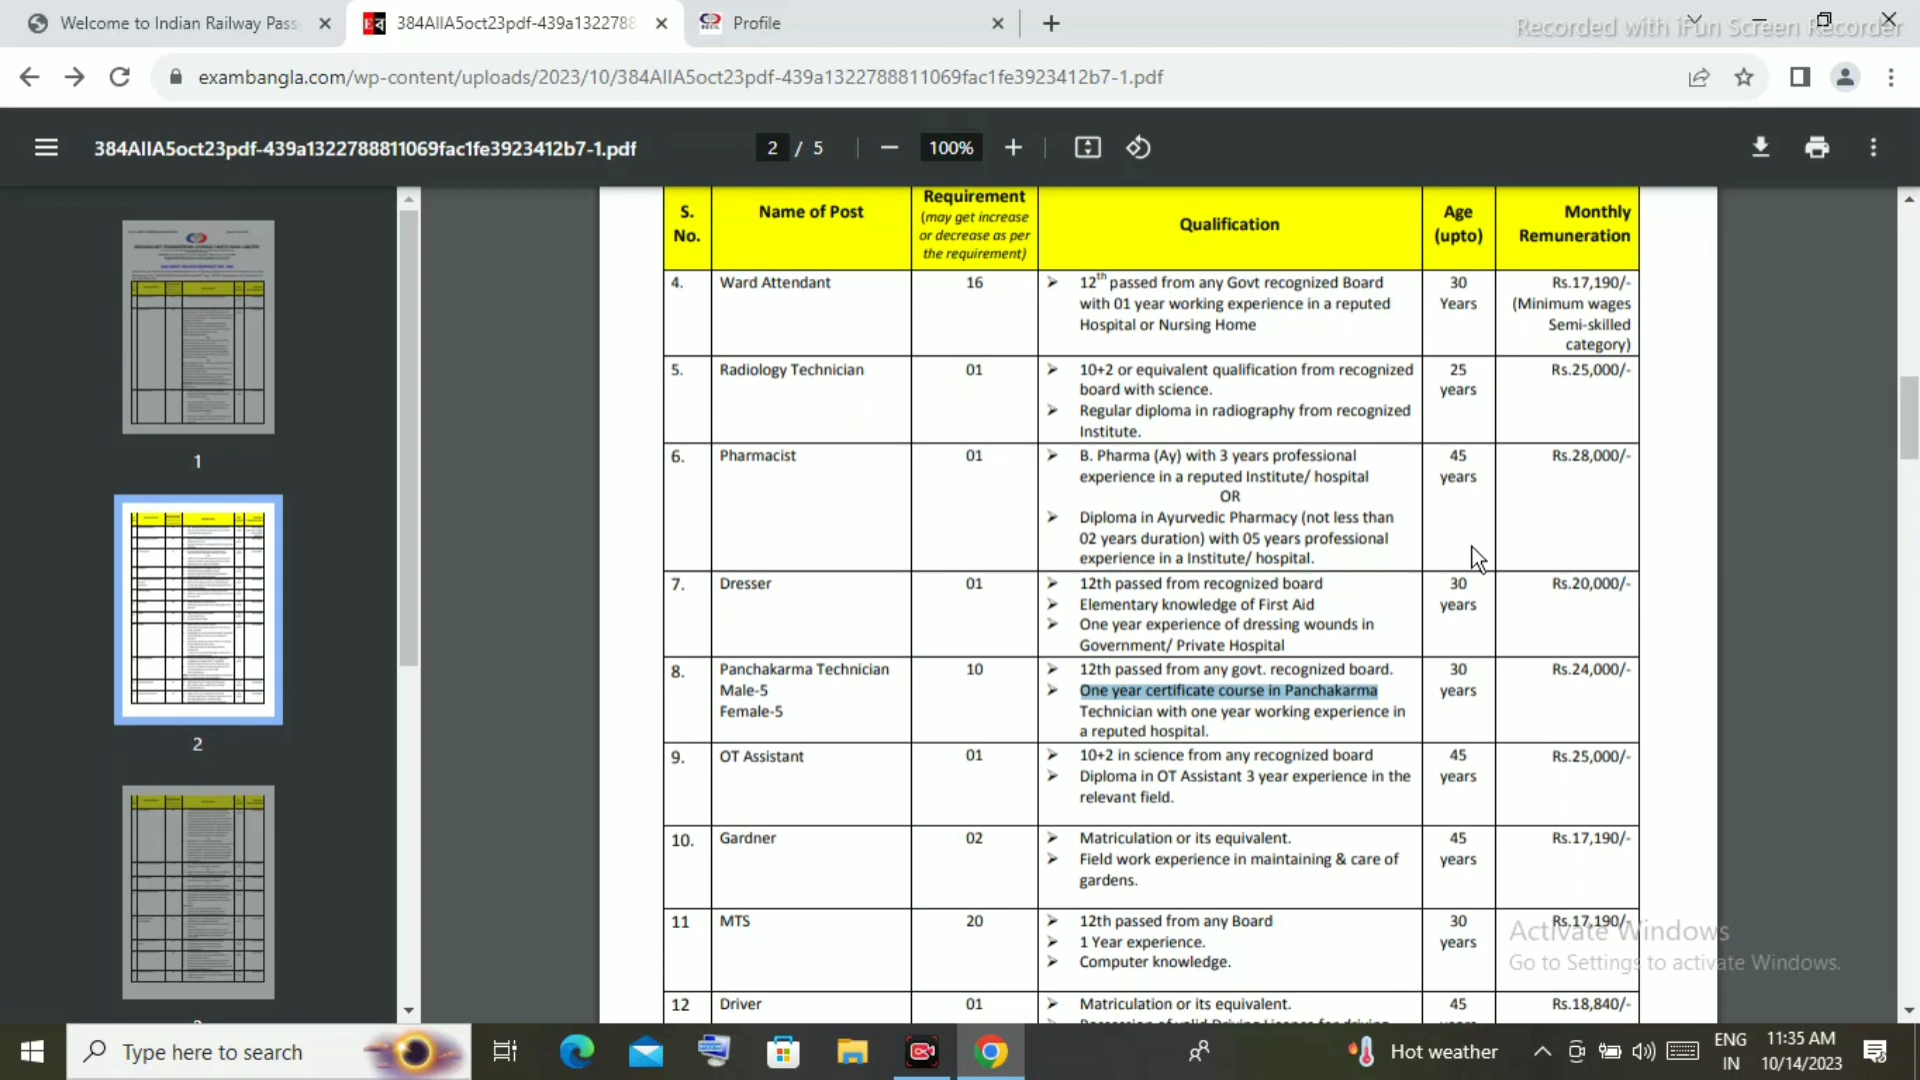 Welcome to Indian Railway Pass
384AIIA5oct23pdf-439a1322788
Profile
Recorded with iFun Screen Recorder
exambangla.com/wp-content/uploads/2023/10/384AIIA5oct23pdf-439a1322788811069fac1fe3923412b7-1.pdf
384AIIA5oct23pdf-439a1322788811069fac1fe3923412b7-1.pdf
2 / 5
100%
1
2
S. No.
Name of Post
Requirement
(may get increase
or decrease as per
the requirement)
Qualification
Age
(upto)
Monthly
Remuneration
4.
Ward Attendant
16
12th passed from any Govt recognized Board
with 01 year working experience in a reputed
Hospital or Nursing Home
30
Years
Rs.17,190/-
(Minimum wages
Semi-skilled
category)
5.
Radiology Technician
01
10+2 or equivalent qualification from recognized
board with science.
Regular diploma in radiography from recognized
Institute.
25
years
Rs.25,000/-
6.
Pharmacist
01
B. Pharma (Ay) with 3 years professional
experience in a reputed Institute/ hospital
OR
Diploma in Ayurvedic Pharmacy (not less than
02 years duration) with 05 years professional
experience in a Institute/ hospital.
45
years
Rs.28,000/-
7.
Dresser
01
12th passed from recognized board
Elementary knowledge of First Aid
One year experience of dressing wounds in
Government/ Private Hospital
30
years
Rs.20,000/-
8.
Panchakarma Technician
Male-5
Female-5
10
12th passed from any govt. recognized board.
One year certificate course in Panchakarma
Technician with one year working experience in
a reputed hospital.
30
years
Rs.24,000/-
9.
OT Assistant
01
10+2 in science from any recognized board
Diploma in OT Assistant 3 year experience in the
relevant field.
45
years
Rs.25,000/-
10.
Gardner
02
Matriculation or its equivalent.
Field work experience in maintaining & care of
gardens.
45
years
Rs.17,190/-
11
MTS
20
12th passed from any Board
1 Year experience.
Computer knowledge.
30
years
Rs.17,190/-
12
Driver
01
Matriculation or its equivalent.
45
Rs.18,840/-
Activate Windows
Go to Settings to activate Windows.
Type here to search
Hot weather
ENG
IN
11:35 AM
10/14/2023